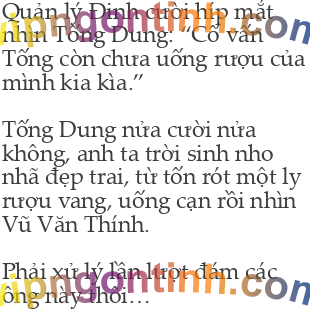 Quản lý Đinh cười híp mắt
nhìn Tống Dung: “Cố vấn
Tống còn chưa uống rượu của
mình kia kìa.”
Tống Dung nửa cười nửa
không, anh ta trời sinh nho
nhã đẹp trai, từ tốn rót một ly
rượu vang, uống cạn rồi nhìn
Vũ Văn Thính.
Phải xử lý lần lượt đám các
ông này thôi...